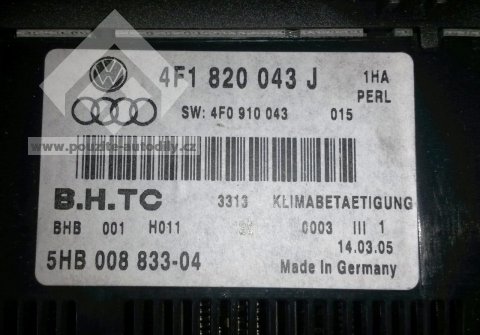 4F1 820 043 J 1HA
PERL
SW: 4F0 910 043 015
www.pouzite-autodily.cz
B.H.TC 3313 KLIMABETAETIGUNG
BHB 001 H011 0003 III 1
14.03.05
5HB 008 833-04 Made In Germany